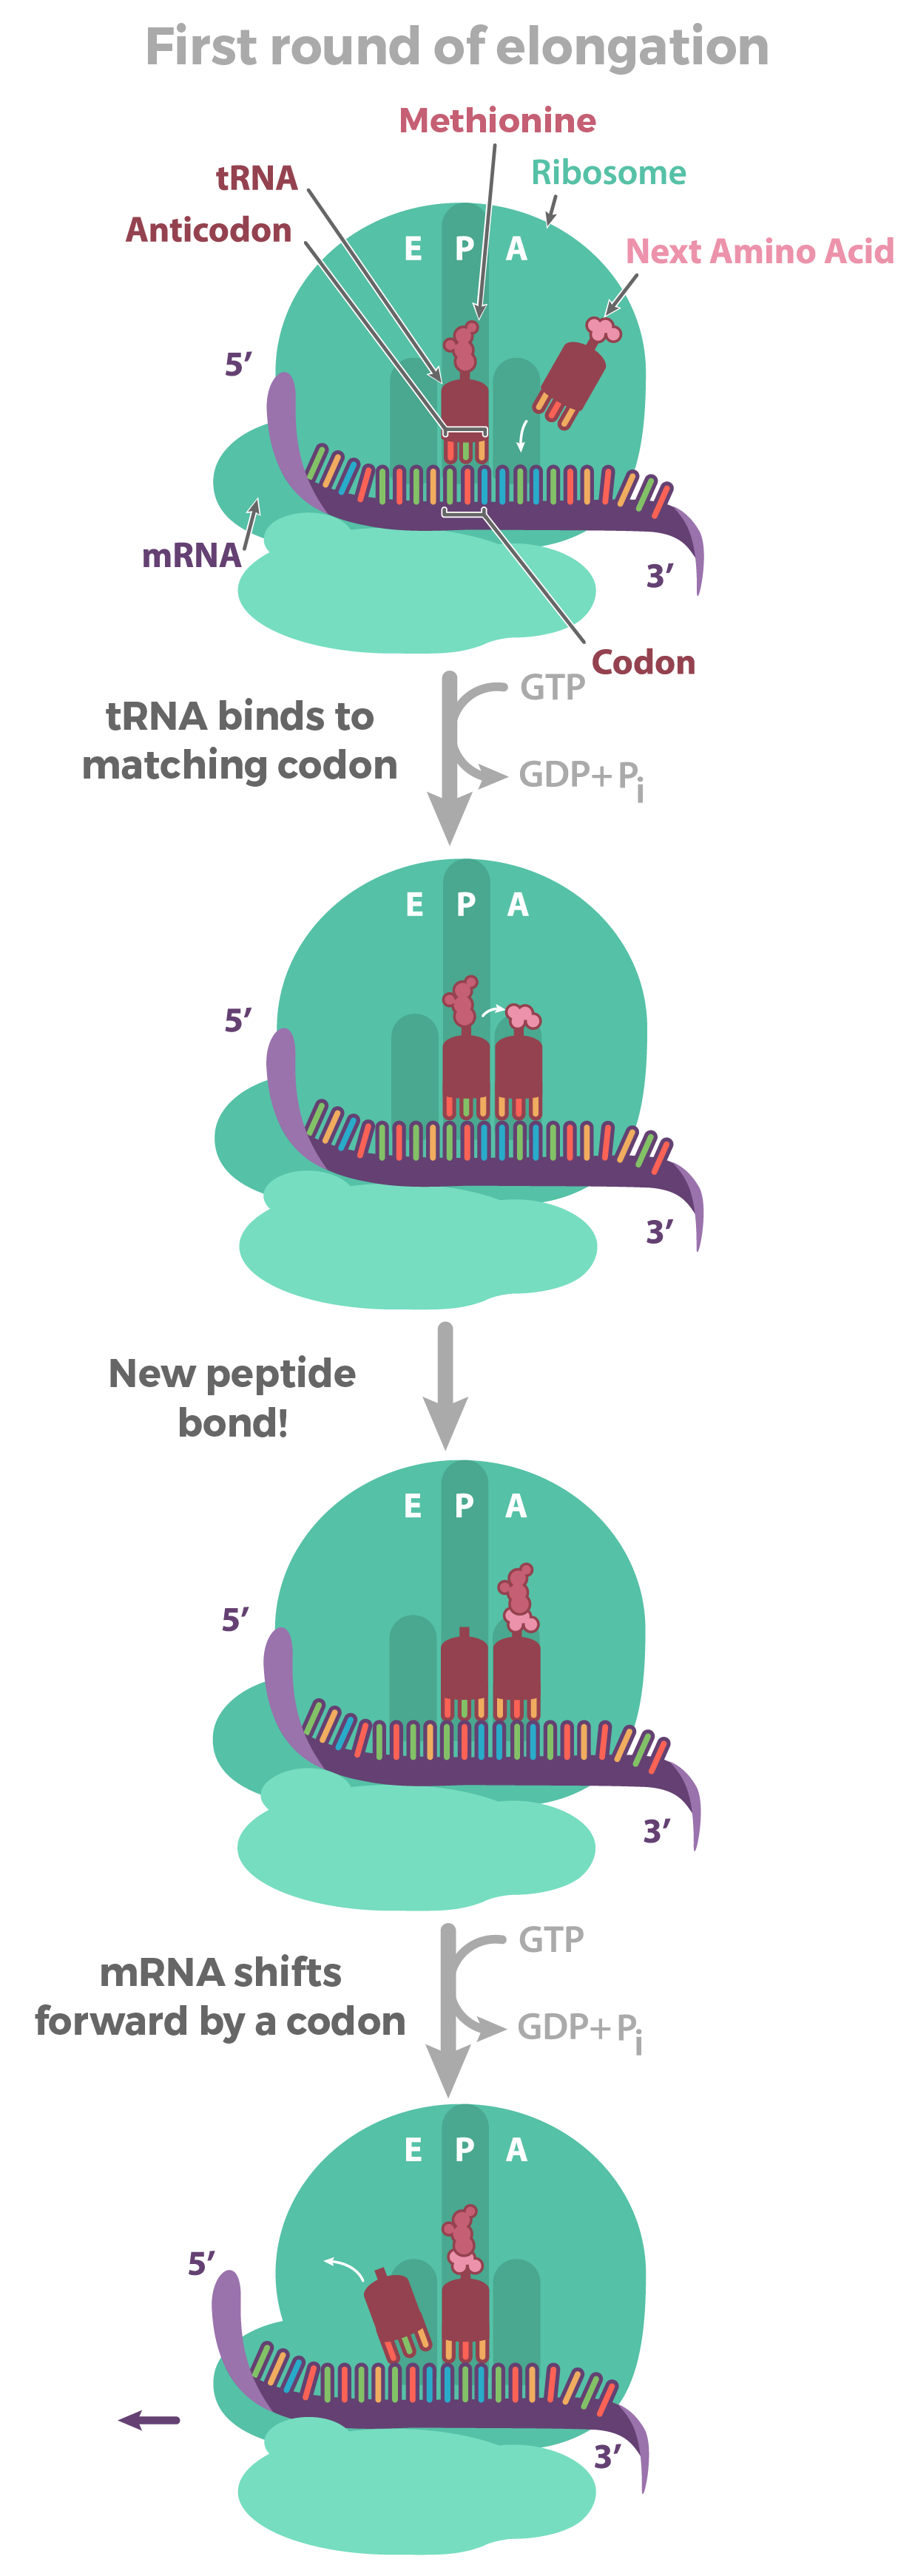 First round of elongation
Methionine
tRNA
Ribosome
Anticodon
E P A
Next Amino Acid
5′
mRNA
3′
Codon
tRNA binds to
matching codon
GTP
GDP+Pi
E P A
5′
3′
New peptide
bond!
E P A
5′
3′
mRNA shifts
forward by a codon
GTP
GDP+Pi
E P A
5′
3′